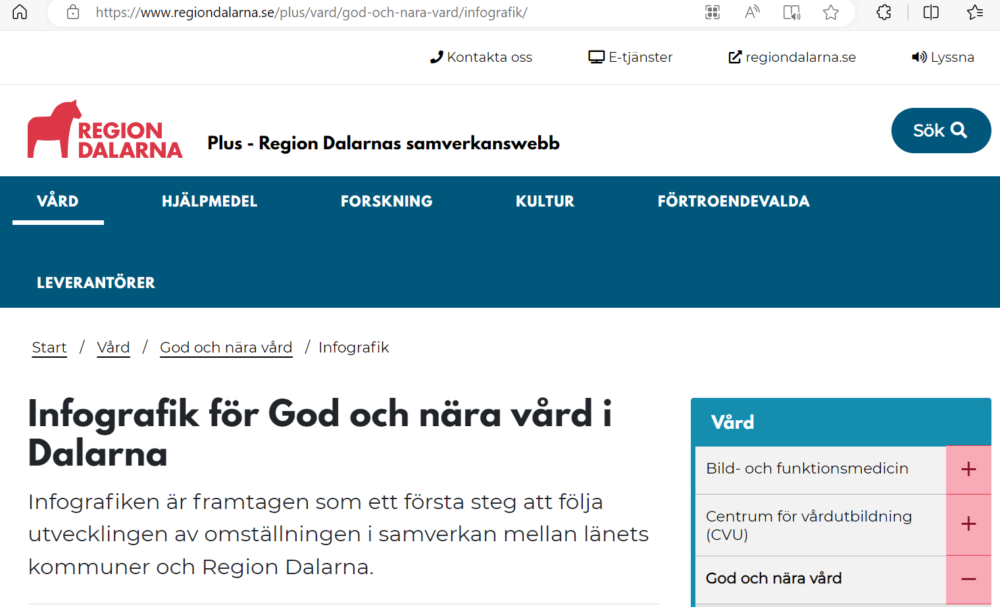 https://www.regiondalarna.se/plus/vard/god-och-nara-vard/infografik/
Kontakta oss
E-tjänster
regiondalarna.se
Lyssna
REGION
DALARNA
Plus - Region Dalarnas samverkanswebb
Sök
VÅRD
HJÄLPMEDEL
FORSKNING
KULTUR
FÖRTROENDEVALDA
LEVERANTÖRER
Start / Vård / God och nära vård / Infografik
Infografik för God och nära vård i
Dalarna
Infografiken är framtagen som ett första steg att följa
utvecklingen av omställningen i samverkan mellan länets
kommuner och Region Dalarna.
Vård
Bild- och funktionsmedicin
Centrum för vårdutbildning
(CVU)
God och nära vård